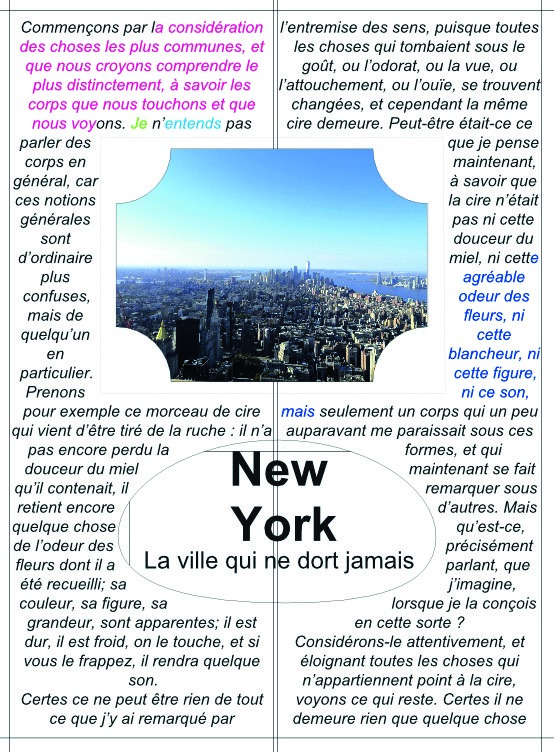 Commençons par la considération
des choses les plus communes, et
que nous croyons comprendre le
plus distinctement, à savoir les
corps que nous touchons et que
nous voyons. Je n'entends pas
parler des
corps en
général, car
ces notions
générales
sont
d'ordinaire
plus
confuses,
mais de
quelqu'un
en
particulier.
Prenons
pour exemple ce morceau de cire
qui vient d'être tiré de la ruche : il n'a
pas encore perdu la
douceur du miel
qu'il contenait, il
retient encore
quelque chose
de l'odeur des
fleurs dont il a
été recueilli; sa
couleur, sa figure, sa
grandeur, sont apparentes; il est
dur, il est froid, on le touche, et si
vous le frappez, il rendra quelque
son.
Certes ce ne peut être rien de tout
ce que j'y ai remarqué par
l'entremise des sens, puisque toutes
les choses qui tombaient sous le
goût, ou l'odorat, ou la vue, ou
l'attouchement, ou l'ouïe, se trouvent
changées, et cependant la même
cire demeure. Peut-être était-ce ce
que je pense
maintenant,
à savoir que
la cire n'était
pas ni cette
douceur du
miel, ni cette
agréable
odeur des
fleurs, ni
cette
blancheur, ni
cette figure,
ni ce son,
mais seulement un corps qui un peu
auparavant me paraissait sous ces
formes, et qui
maintenant se fait
remarquer sous
d'autres. Mais
qu'est-ce,
précisément
parlant, que
j'imagine,
lorsque je la conçois
en cette sorte ?
Considérons-le attentivement, et
éloignant toutes les choses qui
n'appartiennent point à la cire,
voyons ce qui reste. Certes il ne
demeure rien que quelque chose
New
York
La ville qui ne dort jamais